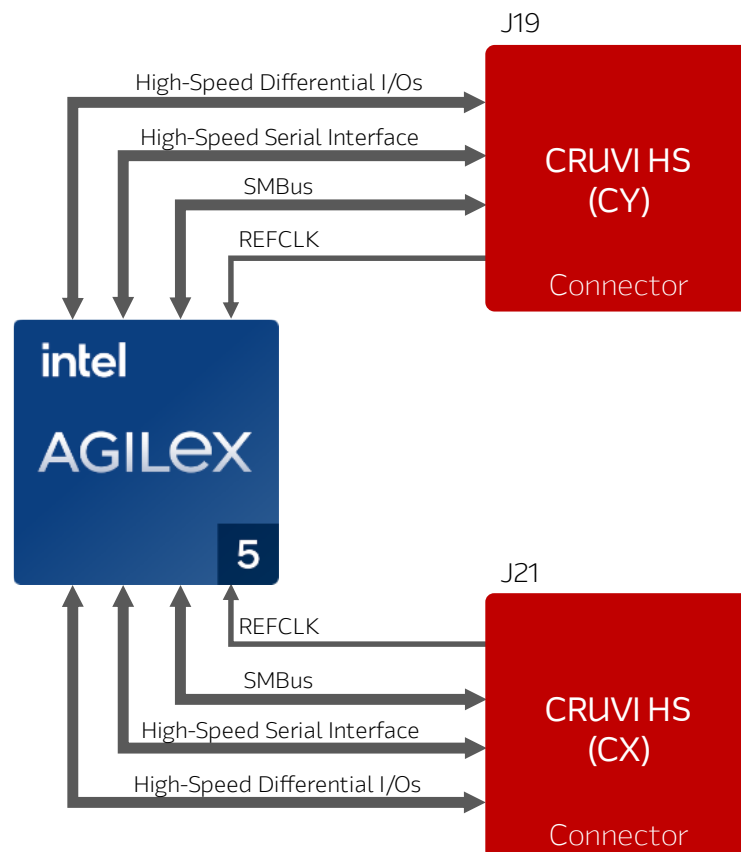 J19
High-Speed Differential I/Os
High-Speed Serial Interface
SMBus
REFCLK
CRUVI HS
(CY)
Connector
intel
AGILEX
5
J21
REFCLK
SMBus
High-Speed Serial Interface
High-Speed Differential I/Os
CRUVI HS
(CX)
Connector